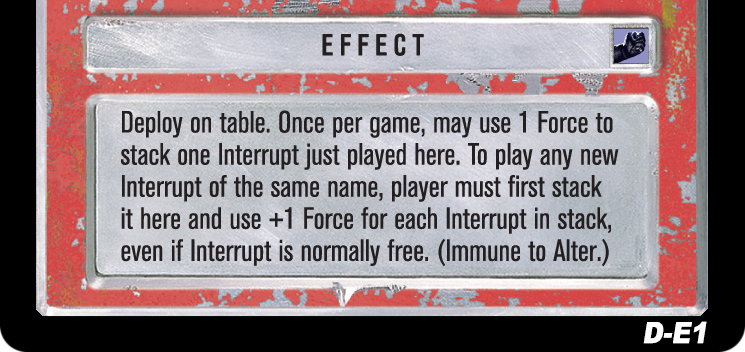 EFFECT
Deploy on table. Once per game, may use 1 Force to
stack one Interrupt just played here. To play any new
Interrupt of the same name, player must first stack
it here and use +1 Force for each Interrupt in stack,
even if Interrupt is normally free. (Immune to Alter.)
D-E1